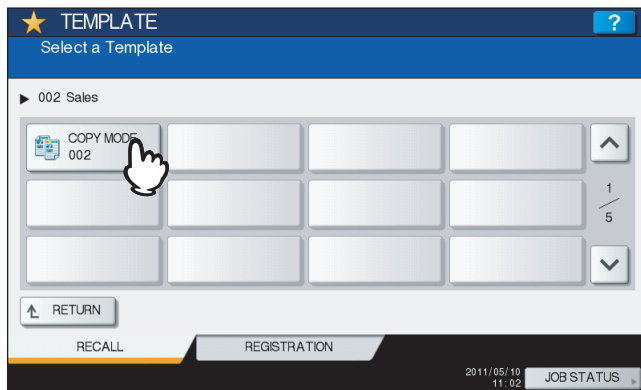 TEMPLATE
?
Select a Template
002 Sales
COPY MODE
002
1
5
RETURN
RECALL
REGISTRATION
2011/05/10
11:02
JOB STATUS